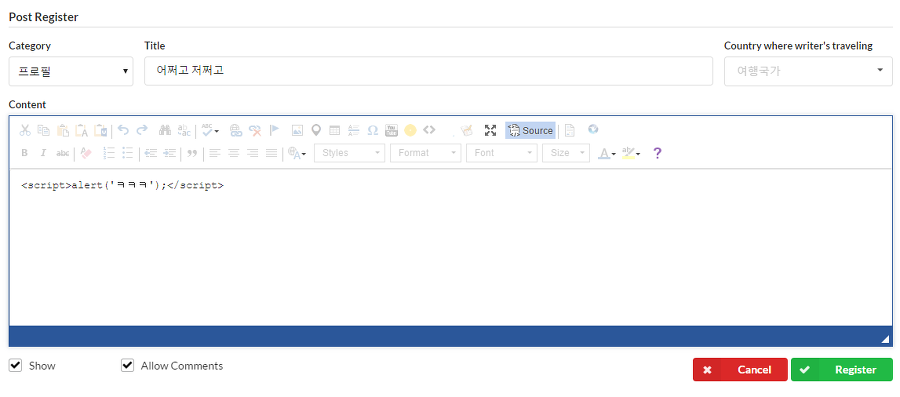 Post Register
Category Title Country where writer's traveling
프로필 어쩌고 저쩌고 여행국가
Content
Source
B I abc Styles Format Font Size A ?
<script>alert('ㅋㅋㅋ');</script>
Show Allow Comments Cancel Register